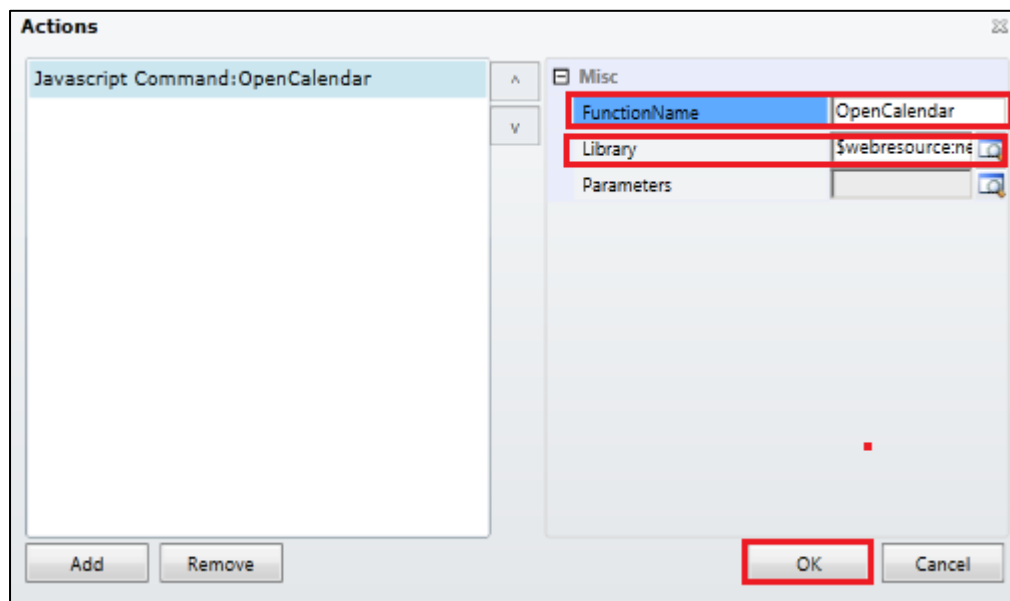 Actions
Javascript Command:OpenCalendar
Misc
FunctionName OpenCalendar
Library $webresource:ne
Parameters
Add Remove OK Cancel